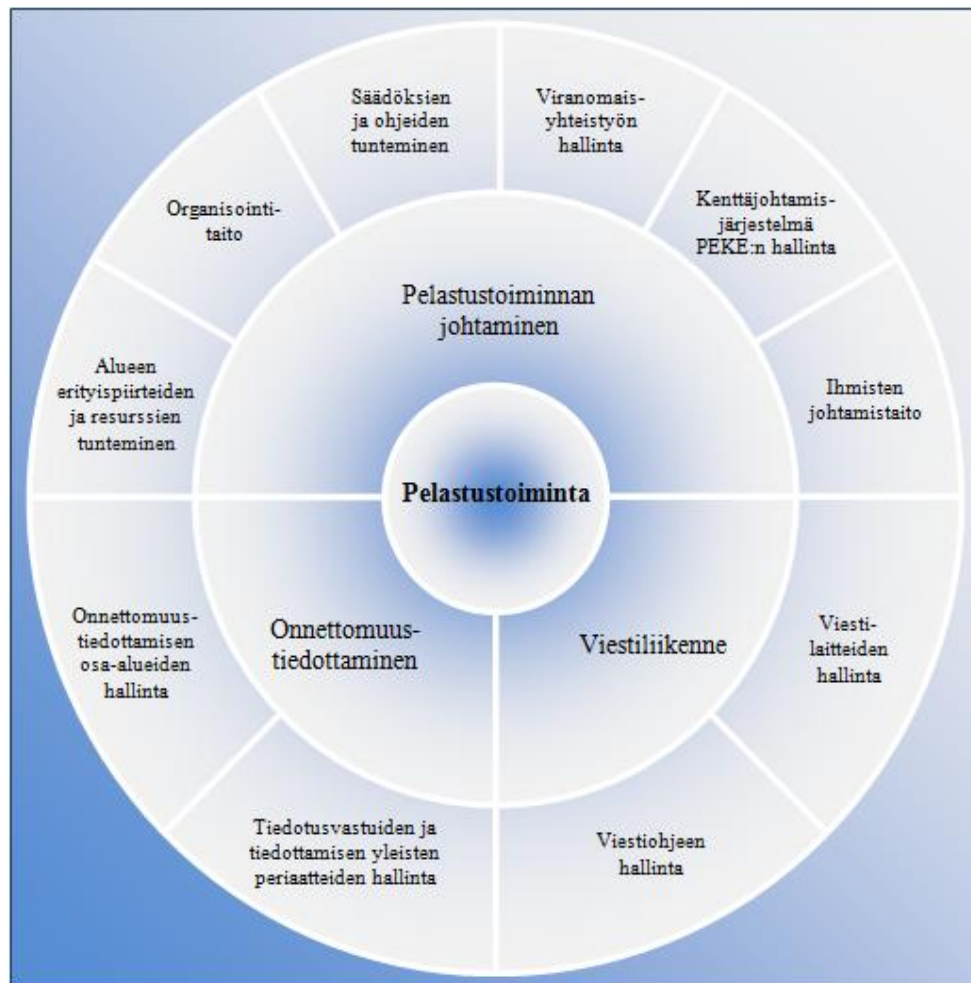 Säädöksien
ja ohjeiden
tunteminen
Viranomais-
yhteistyön
hallinta
Organisointi-
taito
Kenttäjohtamis-
järjestelmä
PEKE:n hallinta
Alueen
erityispiirteiden
ja resurssien
tunteminen
Ihmisten
johtamistaito
Pelastustoiminnan
johtaminen
Pelastustoiminta
Onnettomuus-
tiedottamisen
osa-alueiden
hallinta
Onnettomuus-
tiedottaminen
Viestiliikenne
Viesti-
laitteiden
hallinta
Tiedotusvastuiden ja
tiedottamisen yleisten
periaatteiden hallinta
Viestiohjeen
hallinta